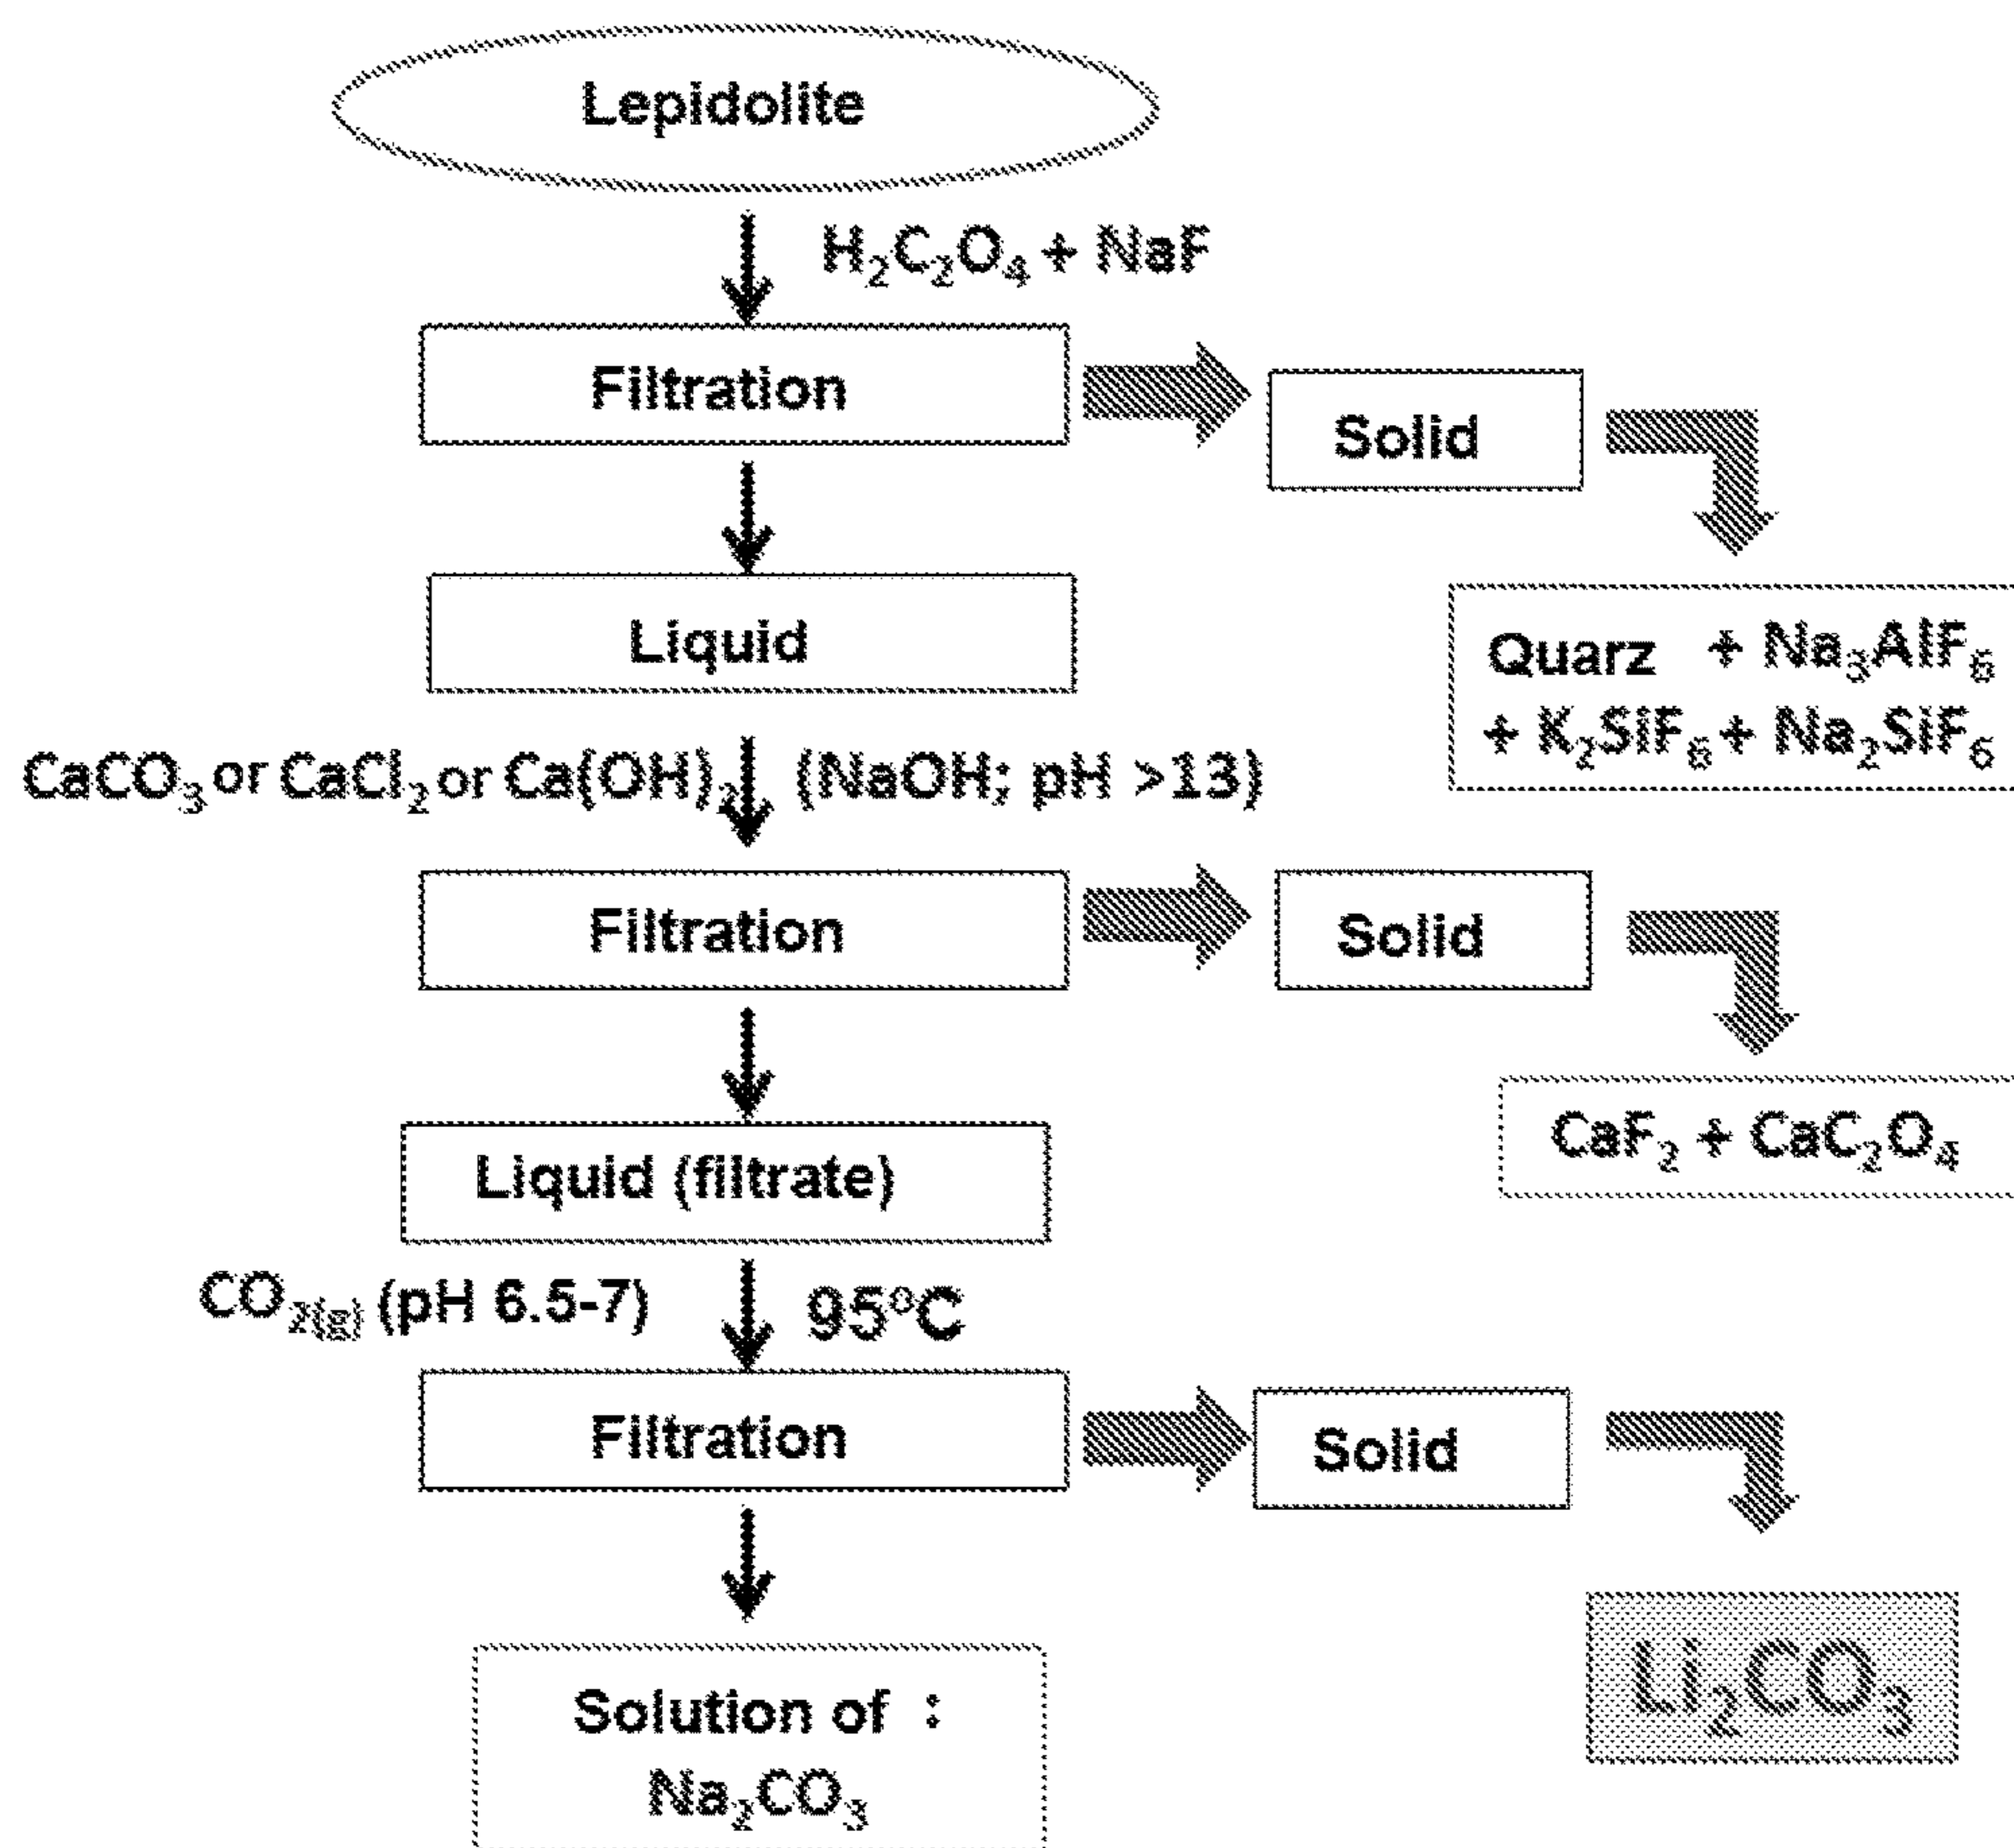 Lepidolite
H₂C₂O₄ + NaF
Filtration
Solid
Liquid
Quarz + Na₃AlF₆
+ K₂SiF₆ + Na₂SiF₆
CaCO₃ or CaCl₂ or Ca(OH)₂ (NaOH; pH >13)
Filtration
Solid
CaF₂ + CaC₂O₄
Liquid (filtrate)
CO₂(g) (pH 6.5-7) 95°C
Filtration
Solid
Li₂CO₃
Solution of :
Na₂CO₃